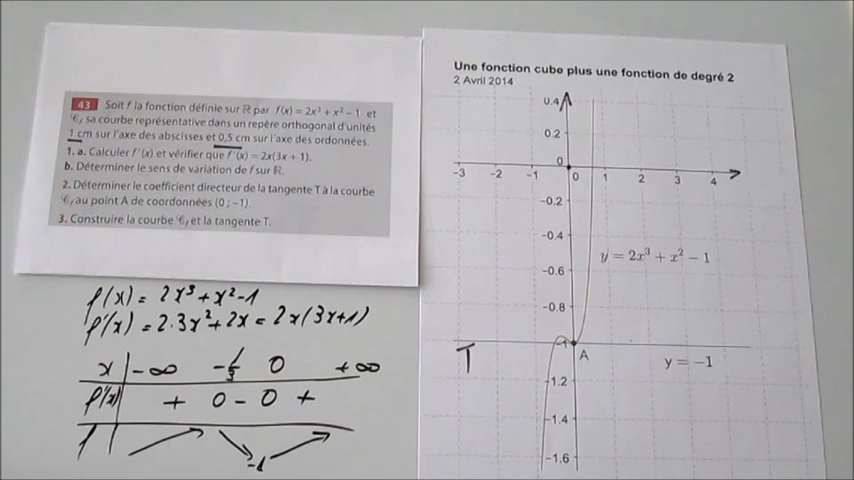 43 Soit f la fonction définie sur ℝ par f(x) = 2x³ + x² − 1 et
𝒞f sa courbe représentative dans un repère orthogonal d'unités
1 cm sur l'axe des abscisses et 0,5 cm sur l'axe des ordonnées.
1. a. Calculer f'(x) et vérifier que f'(x) = 2x(3x + 1).
b. Déterminer le sens de variation de f sur ℝ.
2. Déterminer le coefficient directeur de la tangente T à la courbe
𝒞f au point A de coordonnées (0 ; −1).
3. Construire la courbe 𝒞f et la tangente T.
f(x) = 2x³+x²-1
f'(x) = 2·3x²+2x = 2x(3x+1)
x -∞ -1/3 0 +∞
f'(x) + 0 - 0 +
f
-1
Une fonction cube plus une fonction de degré 2
2 Avril 2014
0.4
0.2
0
-3 -2 -1 0 1 2 3 4
-0.2
-0.4
y = 2x³ + x² − 1
-0.6
-0.8
-1
T A y = −1
-1.2
-1.4
-1.6